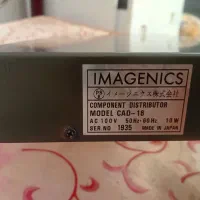 IMAGENICS
イメージニクス株式会社
COMPONENT DISTRIBUTOR
MODEL CAD-18
AC 100V 50Hz-60Hz 10W
SER.NO 1935 MADE IN JAPAN